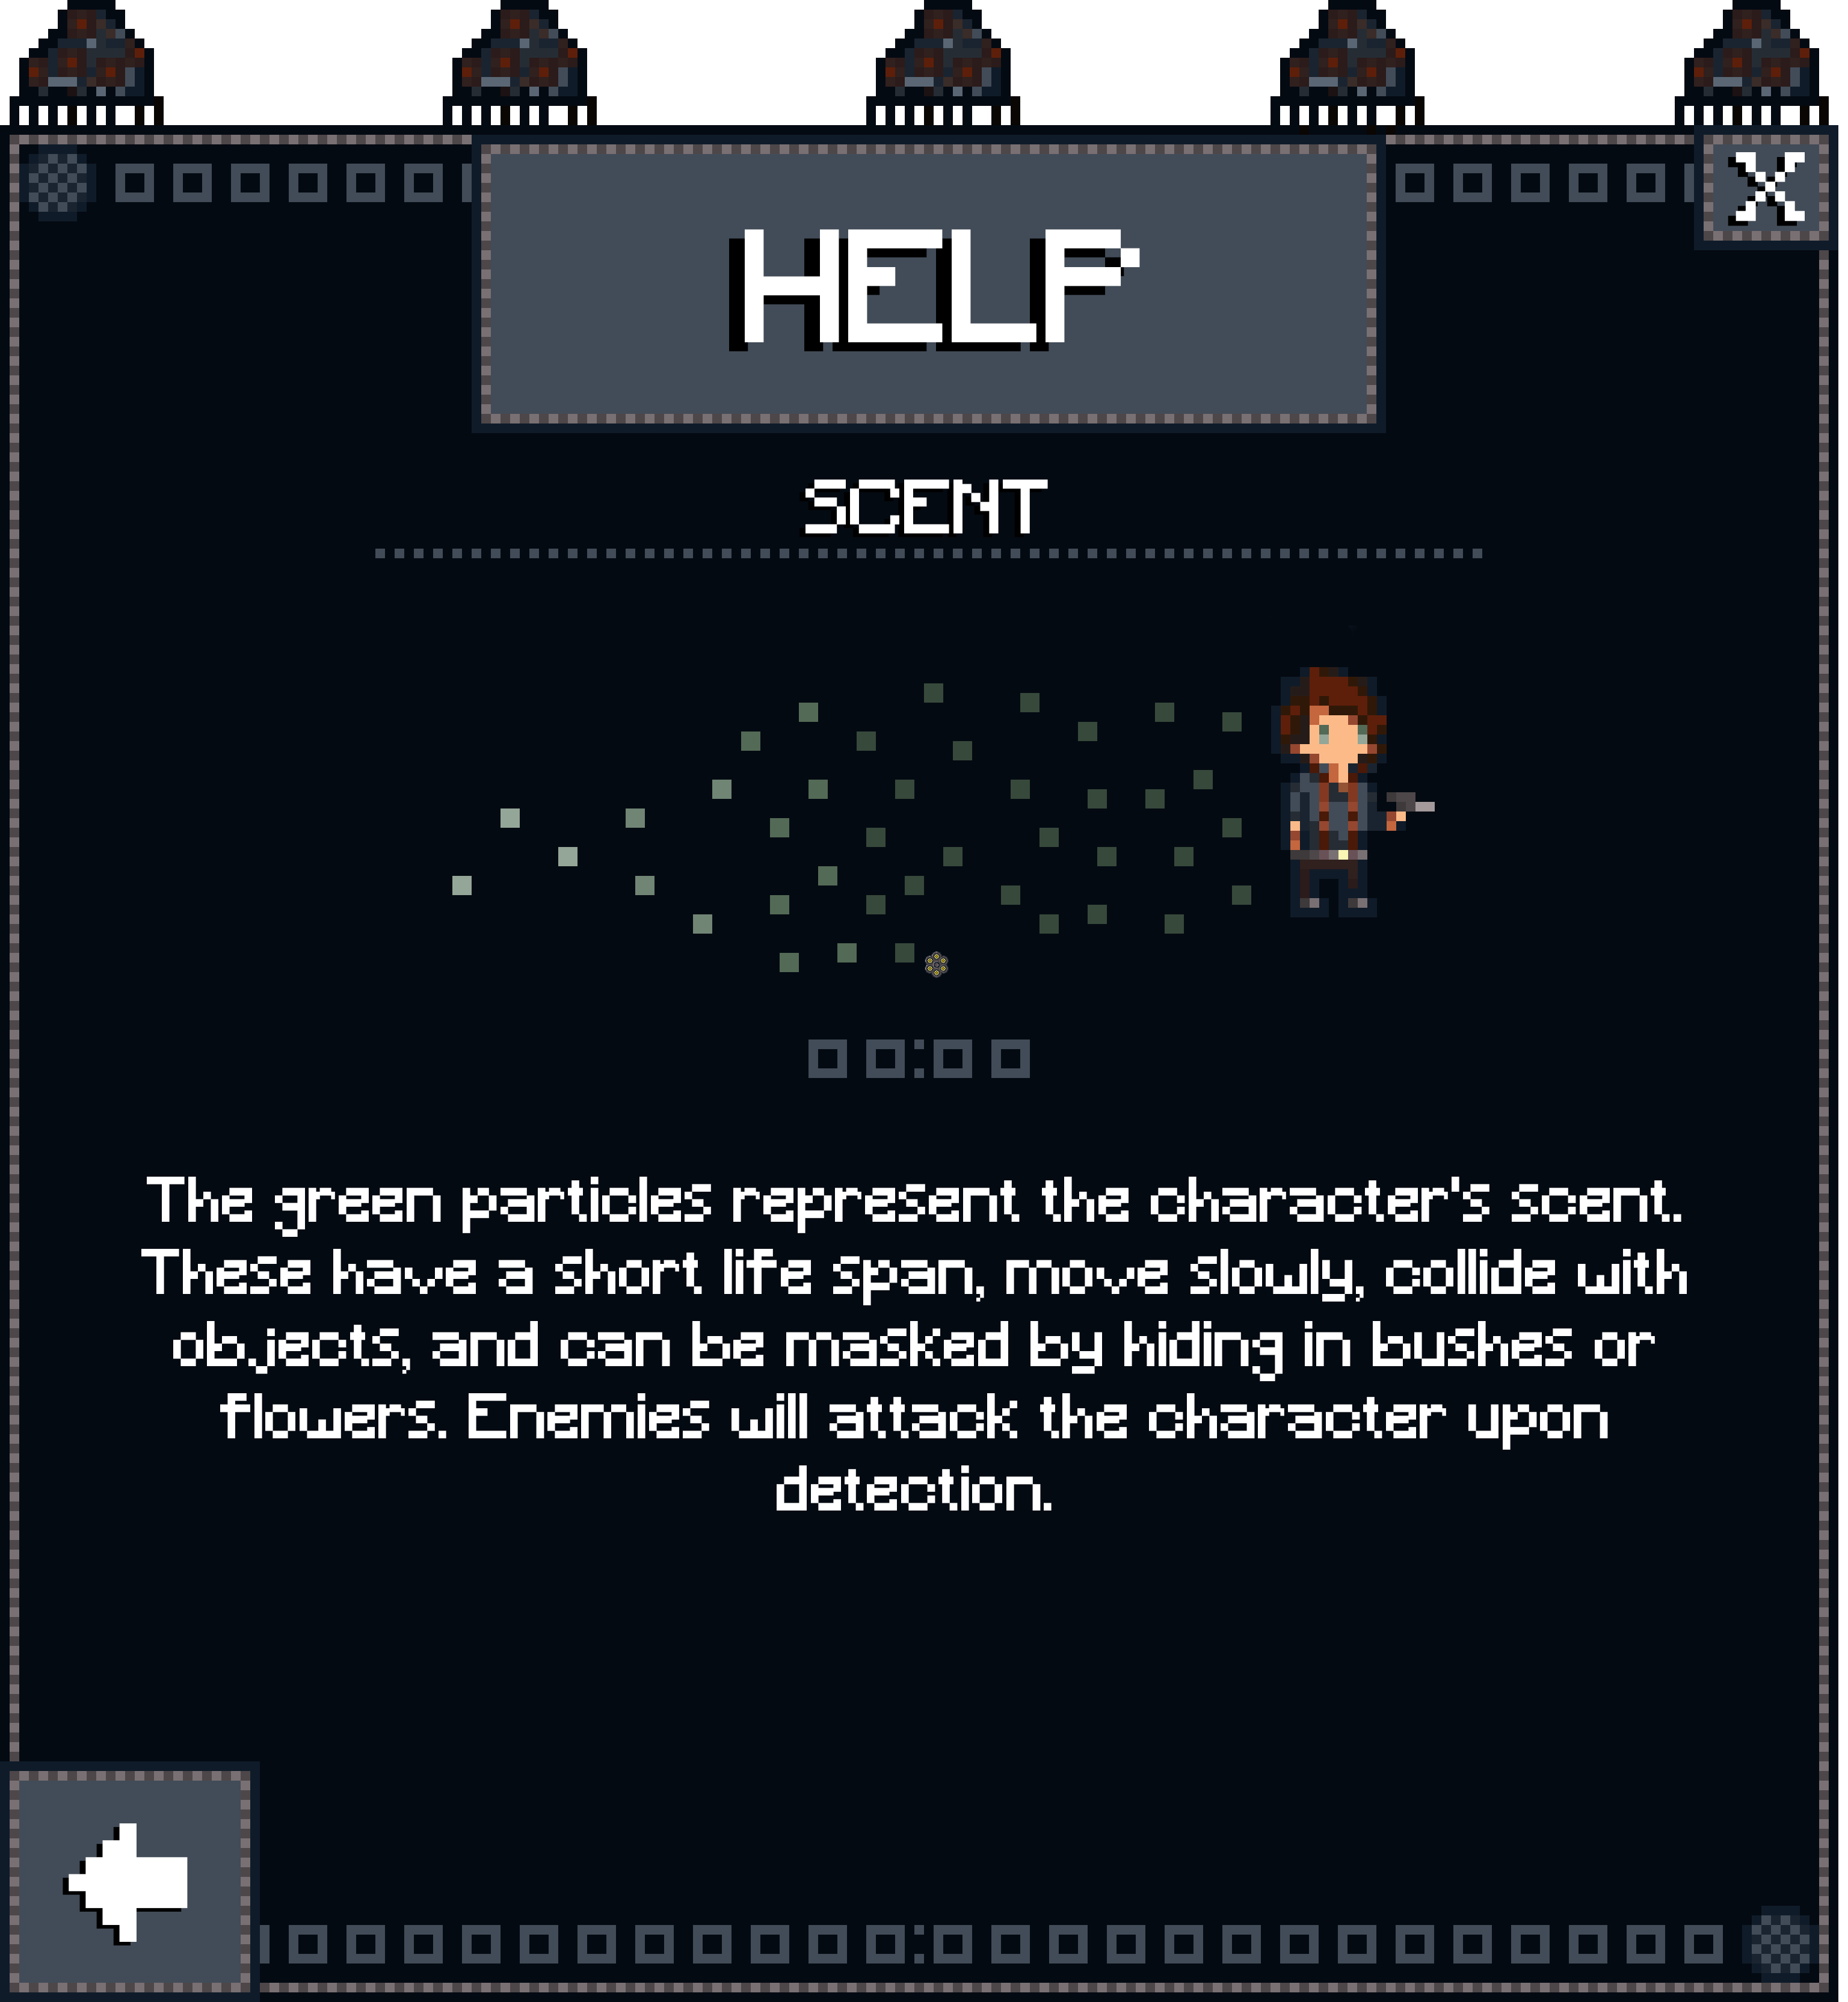 X
HELP
SCENT
The green particles represent the character's scent.
These have a short life span, move slowly, collide with
objects, and can be masked by hiding in bushes or
flowers. Enemies will attack the character upon
detection.